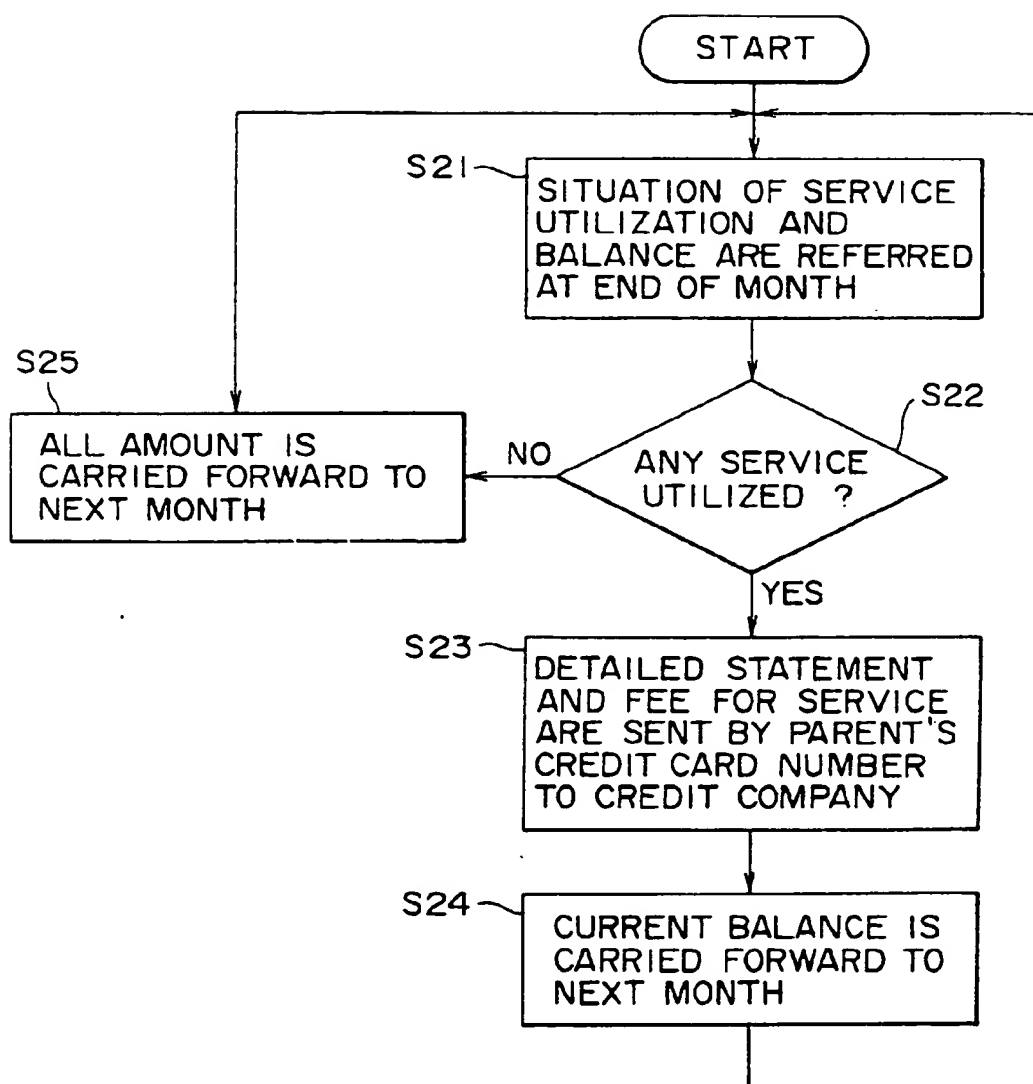 START
S21
SITUATION OF SERVICE
UTILIZATION AND
BALANCE ARE REFERRED
AT END OF MONTH
S25
ALL AMOUNT IS
CARRIED FORWARD TO
NEXT MONTH
NO
S22
ANY SERVICE
UTILIZED ?
YES
S23
DETAILED STATEMENT
AND FEE FOR SERVICE
ARE SENT BY PARENT'S
CREDIT CARD NUMBER
TO CREDIT COMPANY
S24
CURRENT BALANCE IS
CARRIED FORWARD TO
NEXT MONTH